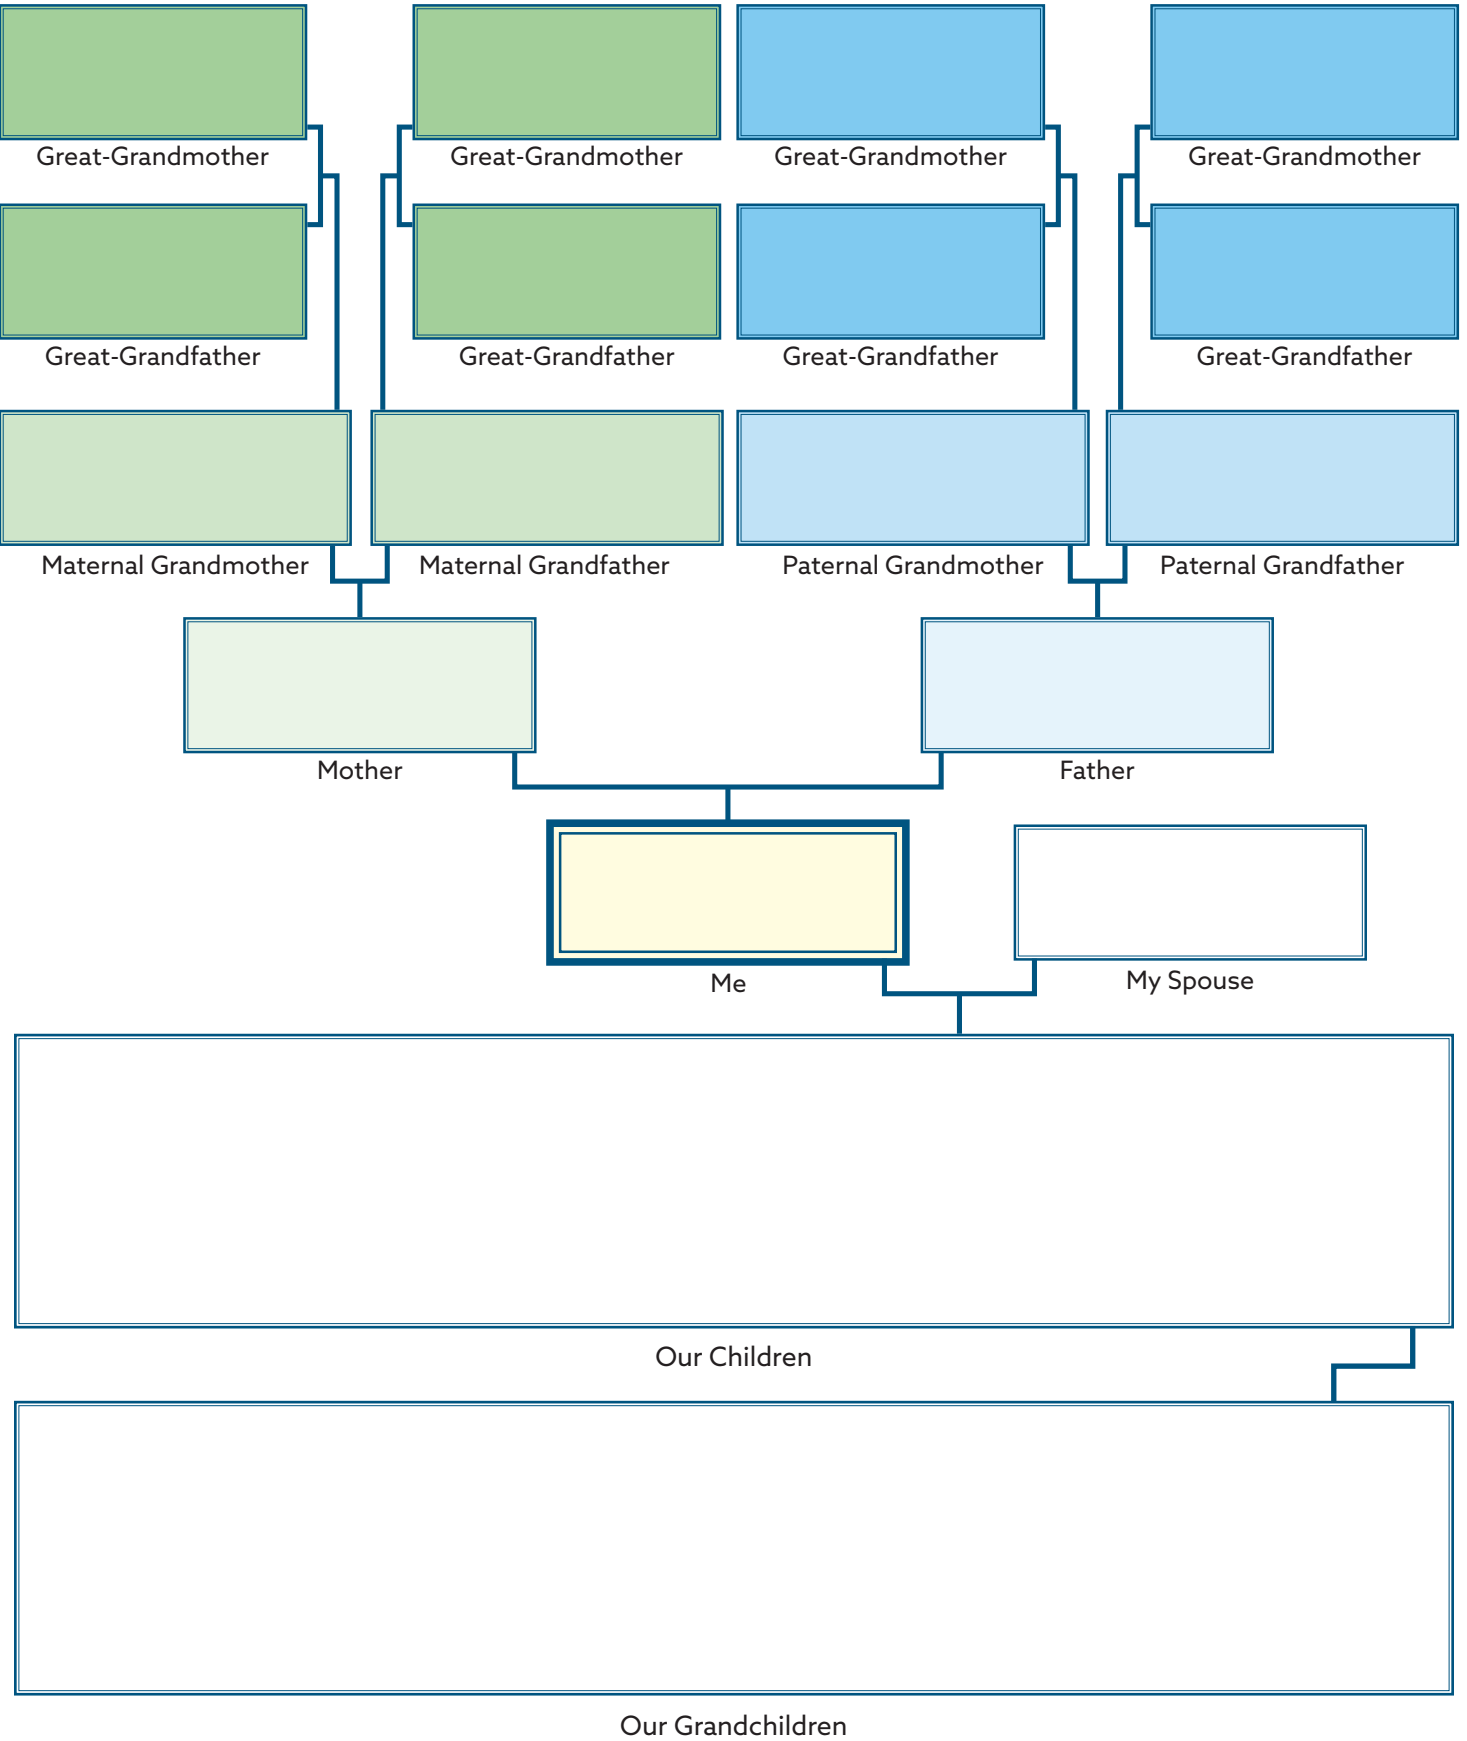 Great-Grandmother
Great-Grandmother
Great-Grandmother
Great-Grandmother
Great-Grandfather
Great-Grandfather
Great-Grandfather
Great-Grandfather
Maternal Grandmother
Maternal Grandfather
Paternal Grandmother
Paternal Grandfather
Mother
Father
Me
My Spouse
Our Children
Our Grandchildren